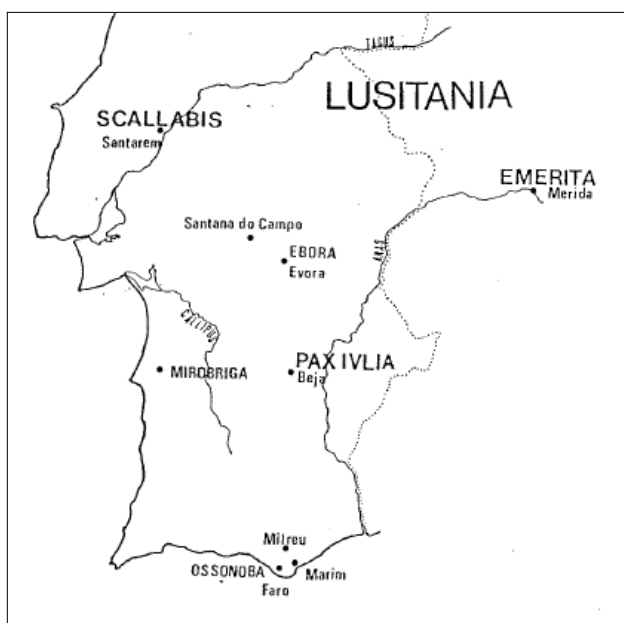 TAGUS
LUSITANIA
SCALLABIS
Santarem
EMERITA
Merida
Santana do Campo
EBORA
Evora
ANAS
CALLIPUS
PAX IVLIA
Beja
MIROBRIGA
Milreu
OSSONOBA
Marim
Faro